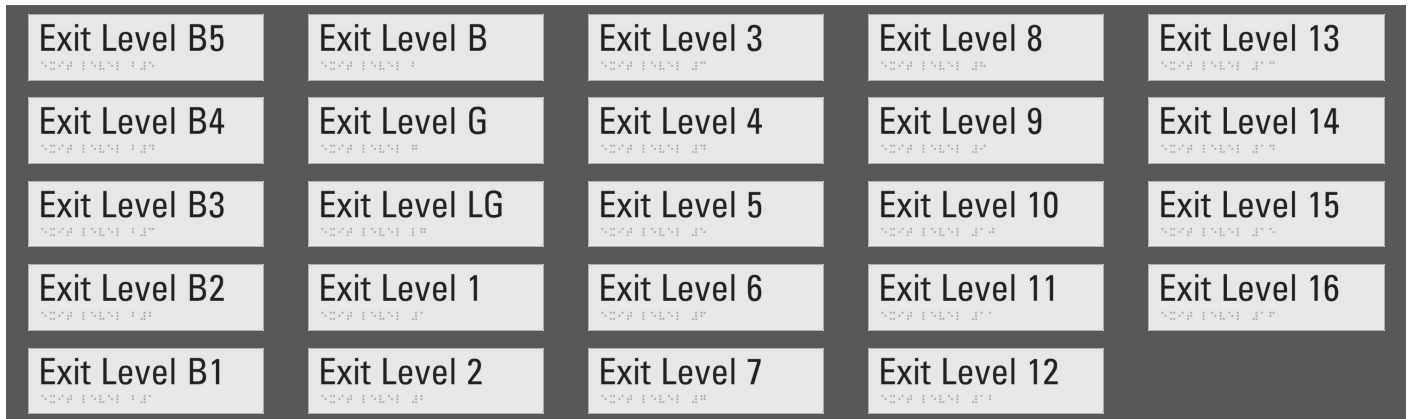 Exit Level B5
⠑⠭⠊⠞ ⠇⠑⠧⠑⠇ ⠃⠼⠑
Exit Level B4
⠑⠭⠊⠞ ⠇⠑⠧⠑⠇ ⠃⠼⠙
Exit Level B3
⠑⠭⠊⠞ ⠇⠑⠧⠑⠇ ⠃⠼⠉
Exit Level B2
⠑⠭⠊⠞ ⠇⠑⠧⠑⠇ ⠃⠼⠃
Exit Level B1
⠑⠭⠊⠞ ⠇⠑⠧⠑⠇ ⠃⠼⠁
Exit Level B
⠑⠭⠊⠞ ⠇⠑⠧⠑⠇ ⠃
Exit Level G
⠑⠭⠊⠞ ⠇⠑⠧⠑⠇ ⠛
Exit Level LG
⠑⠭⠊⠞ ⠇⠑⠧⠑⠇ ⠇⠛
Exit Level 1
⠑⠭⠊⠞ ⠇⠑⠧⠑⠇ ⠼⠁
Exit Level 2
⠑⠭⠊⠞ ⠇⠑⠧⠑⠇ ⠼⠃
Exit Level 3
⠑⠭⠊⠞ ⠇⠑⠧⠑⠇ ⠼⠉
Exit Level 4
⠑⠭⠊⠞ ⠇⠑⠧⠑⠇ ⠼⠙
Exit Level 5
⠑⠭⠊⠞ ⠇⠑⠧⠑⠇ ⠼⠑
Exit Level 6
⠑⠭⠊⠞ ⠇⠑⠧⠑⠇ ⠼⠋
Exit Level 7
⠑⠭⠊⠞ ⠇⠑⠧⠑⠇ ⠼⠛
Exit Level 8
⠑⠭⠊⠞ ⠇⠑⠧⠑⠇ ⠼⠓
Exit Level 9
⠑⠭⠊⠞ ⠇⠑⠧⠑⠇ ⠼⠊
Exit Level 10
⠑⠭⠊⠞ ⠇⠑⠧⠑⠇ ⠼⠁⠚
Exit Level 11
⠑⠭⠊⠞ ⠇⠑⠧⠑⠇ ⠼⠁⠁
Exit Level 12
⠑⠭⠊⠞ ⠇⠑⠧⠑⠇ ⠼⠁⠃
Exit Level 13
⠑⠭⠊⠞ ⠇⠑⠧⠑⠇ ⠼⠁⠉
Exit Level 14
⠑⠭⠊⠞ ⠇⠑⠧⠑⠇ ⠼⠁⠙
Exit Level 15
⠑⠭⠊⠞ ⠇⠑⠧⠑⠇ ⠼⠁⠑
Exit Level 16
⠑⠭⠊⠞ ⠇⠑⠧⠑⠇ ⠼⠁⠋